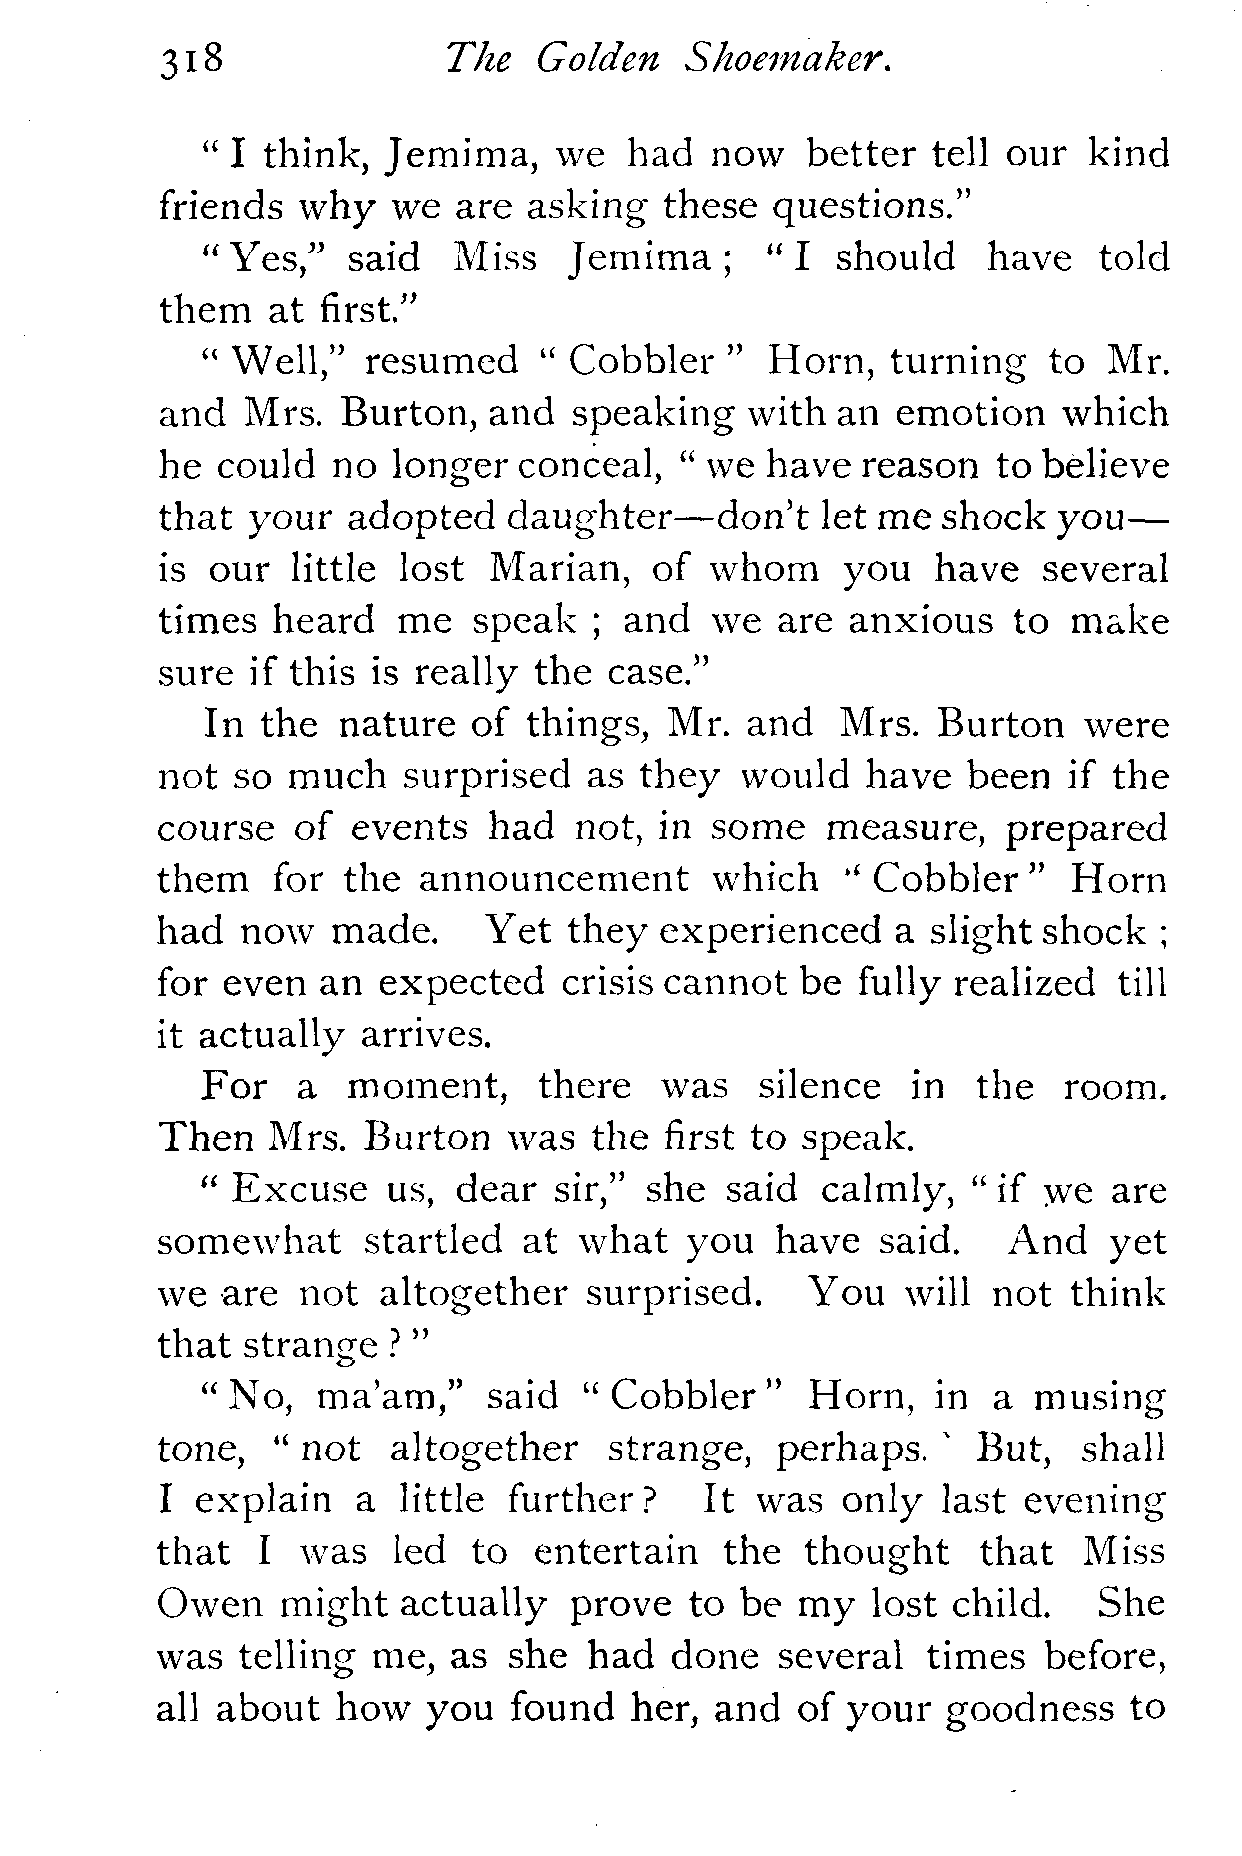 318 The Golden Shoemaker.
“ I think, Jemima, we had now better tell our kind
friends why we are asking these questions.”
“ Yes,” said Miss Jemima ; “ I should have told
them at first.”
“ Well,” resumed “ Cobbler ” Horn, turning to Mr.
and Mrs. Burton, and speaking with an emotion which
he could no longer conceal, “ we have reason to believe
that your adopted daughter—don’t let me shock you—
is our little lost Marian, of whom you have several
times heard me speak ; and we are anxious to make
sure if this is really the case.”
In the nature of things, Mr. and Mrs. Burton were
not so much surprised as they would have been if the
course of events had not, in some measure, prepared
them for the announcement which “ Cobbler ” Horn
had now made. Yet they experienced a slight shock ;
for even an expected crisis cannot be fully realized till
it actually arrives.
For a moment, there was silence in the room.
Then Mrs. Burton was the first to speak.
“ Excuse us, dear sir,” she said calmly, “ if we are
somewhat startled at what you have said. And yet
we are not altogether surprised. You will not think
that strange ? ”
“ No, ma’am,” said “ Cobbler ” Horn, in a musing
tone, “ not altogether strange, perhaps. But, shall
I explain a little further ? It was only last evening
that I was led to entertain the thought that Miss
Owen might actually prove to be my lost child. She
was telling me, as she had done several times before,
all about how you found her, and of your goodness to